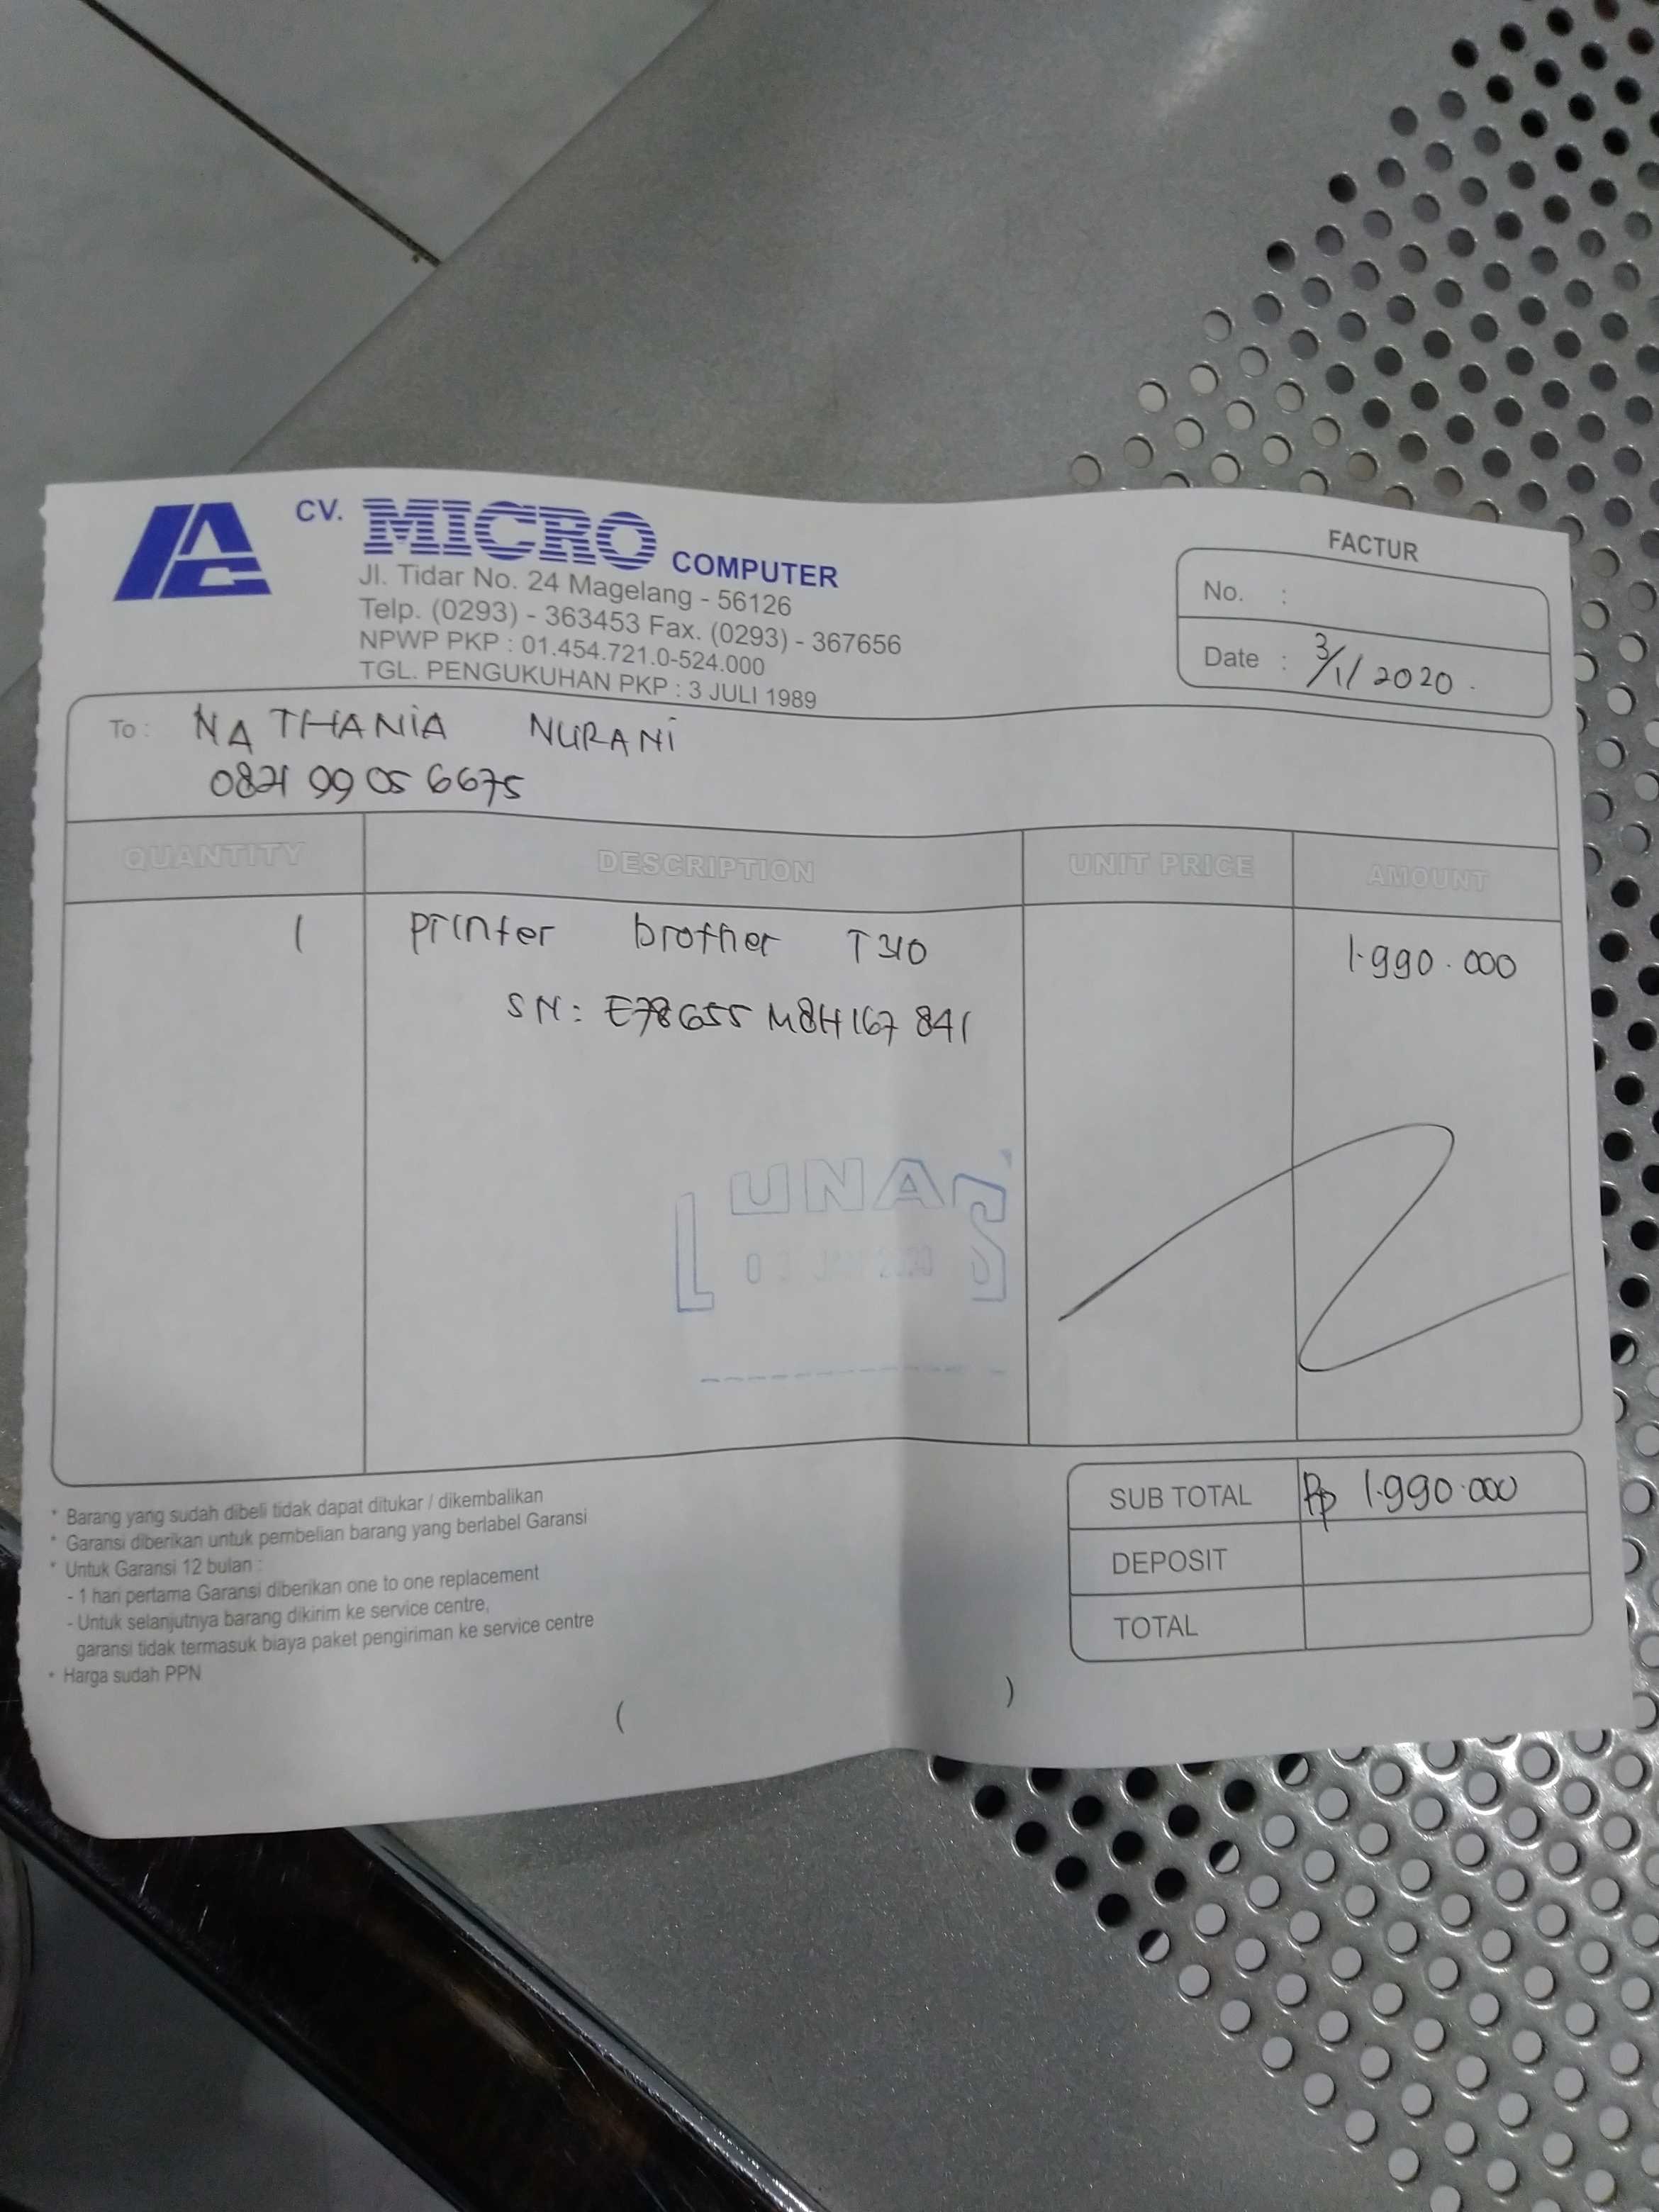 CV. MICRO COMPUTER
Jl. Tidar No. 24 Magelang - 56126
Telp. (0293) - 363453 Fax. (0293) - 367656
NPWP PKP : 01.454.721.0-524.000
TGL. PENGUKUHAN PKP : 3 JULI 1989
FACTUR
No. :
Date : 3/1/2020.
To : NATHANIA NURANI
0821 99 05 6675
QUANTITY DESCRIPTION UNIT PRICE AMOUNT
1 Printer brother T310 1.990.000
SN: E78655M8H167841
LUNAS
SUB TOTAL Rp 1.990.000
DEPOSIT
TOTAL
* Barang yang sudah dibeli tidak dapat ditukar / dikembalikan
* Garansi diberikan untuk pembelian barang yang berlabel Garansi
* Untuk Garansi 12 bulan :
- 1 hari pertama Garansi diberikan one to one replacement
- Untuk selanjutnya barang dikirim ke service centre,
garansi tidak termasuk biaya paket pengiriman ke service centre
* Harga sudah PPN
( )